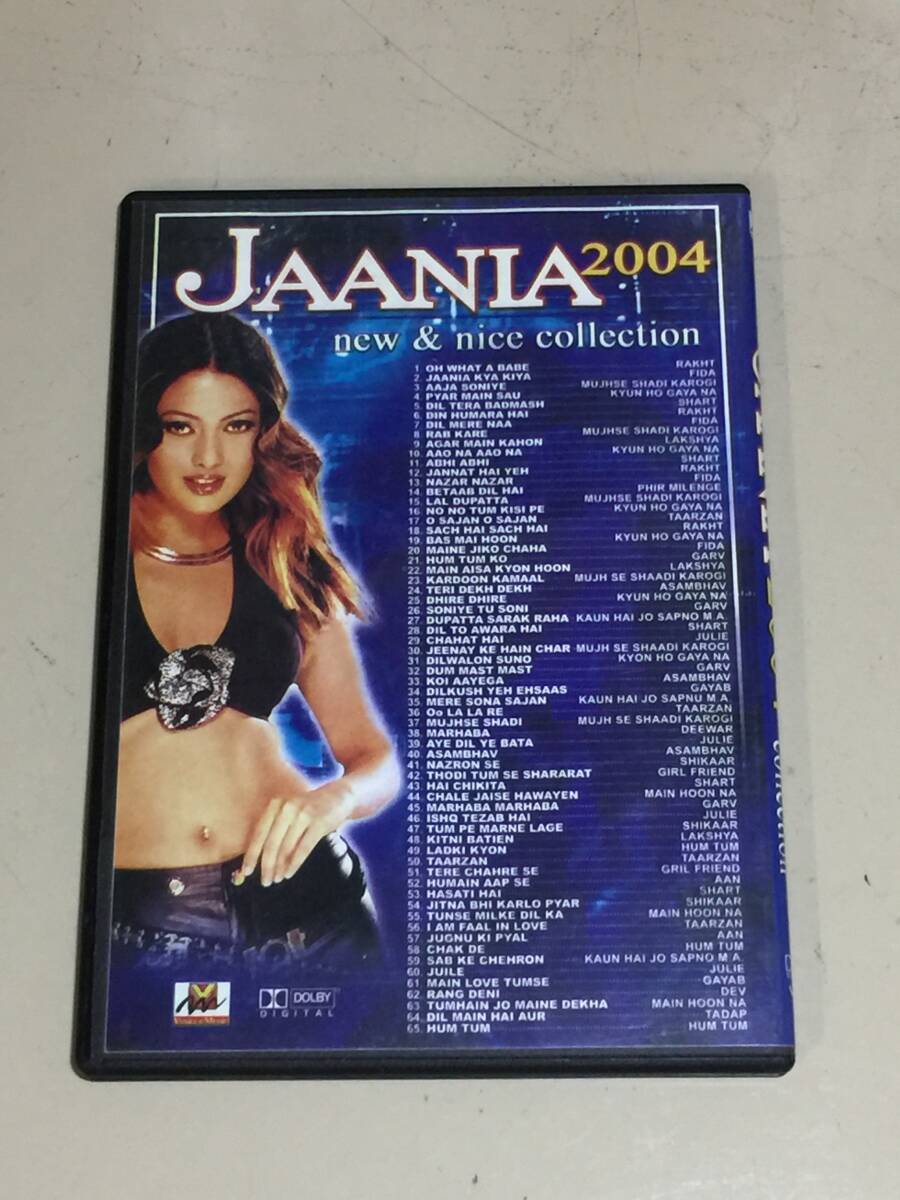 JAANIA 2004
new & nice collection
1. OH WHAT A BABE RAKHT
2. JAANIA KYA KIYA FIDA
3. AAJA SONIYE MUJHSE SHADI KAROGI
4. PYAR MAIN SAU KYUN HO GAYA NA
5. DIL TERA BADMASH SHART
6. DIN HUMARA HAI RAKHT
7. DIL MERE NAA FIDA
8. RAB KARE MUJHSE SHADI KAROGI
9. AGAR MAIN KAHON LAKSHYA
10. AAO NA AAO NA KYUN HO GAYA NA
11. ABHI ABHI SHART
12. JANNAT HAI YEH RAKHT
13. NAZAR NAZAR FIDA
14. BETAAB DIL HAI PHIR MILENGE
15. LAL DUPATTA MUJHSE SHADI KAROGI
16. NO NO TUM KISI PE KYUN HO GAYA NA
17. O SAJAN O SAJAN TAARZAN
18. SACH HAI SACH HAI RAKHT
19. BAS MAI HOON KYUN HO GAYA NA
20. MAINE JIKO CHAHA FIDA
21. HUM TUM KO GARV
22. MAIN AISA KYON HOON LAKSHYA
23. KARDOON KAMAAL MUJH SE SHAADI KAROGI
24. TERI DEKH DEKH ASAMBHAV
25. DHIRE DHIRE KYUN HO GAYA NA
26. SONIYE TU SONI GARV
27. DUPATTA SARAK RAHA KAUN HAI JO SAPNO M.A.
28. DIL TO AWARA HAI SHART
29. CHAHAT HAI JULIE
30. JEENAY KE HAIN CHAR MUJH SE SHAADI KAROGI
31. DILWALON SUNO KYON HO GAYA NA
32. DUM MAST MAST GARV
33. KOI AAYEGA ASAMBHAV
34. DILKUSH YEH EHSAAS GAYAB
35. MERE SONA SAJAN KAUN HAI JO SAPNU M.A.
36. Oo LA LA RE TAARZAN
37. MUJHSE SHADI MUJH SE SHAADI KAROGI
38. MARHABA DEEWAR
39. AYE DIL YE BATA JULIE
40. ASAMBHAV ASAMBHAV
41. NAZRON SE SHIKAAR
42. THODI TUM SE SHARARAT GIRL FRIEND
43. HAI CHIKITA SHART
44. CHALE JAISE HAWAYEN MAIN HOON NA
45. MARHABA MARHABA GARV
46. ISHQ TEZAB HAI JULIE
47. TUM PE MARNE LAGE SHIKAAR
48. KITNI BATIEN LAKSHYA
49. LADKI KYON HUM TUM
50. TAARZAN TAARZAN
51. TERE CHAHRE SE GRIL FRIEND
52. HUMAIN AAP SE AAN
53. HASATI HAI SHART
54. JITNA BHI KARLO PYAR SHIKAAR
55. TUNSE MILKE DIL KA MAIN HOON NA
56. I AM FAAL IN LOVE TAARZAN
57. JUGNU KI PYAL AAN
58. CHAK DE HUM TUM
59. SAB KE CHEHRON KAUN HAI JO SAPNO M.A.
60. JUILE JULIE
61. MAIN LOVE TUMSE GAYAB
62. RANG DENI DEV
63. TUMHAIN JO MAINE DEKHA MAIN HOON NA
64. DIL MAIN HAI AUR TADAP
65. HUM TUM HUM TUM
DOLBY
DIGITAL
collection